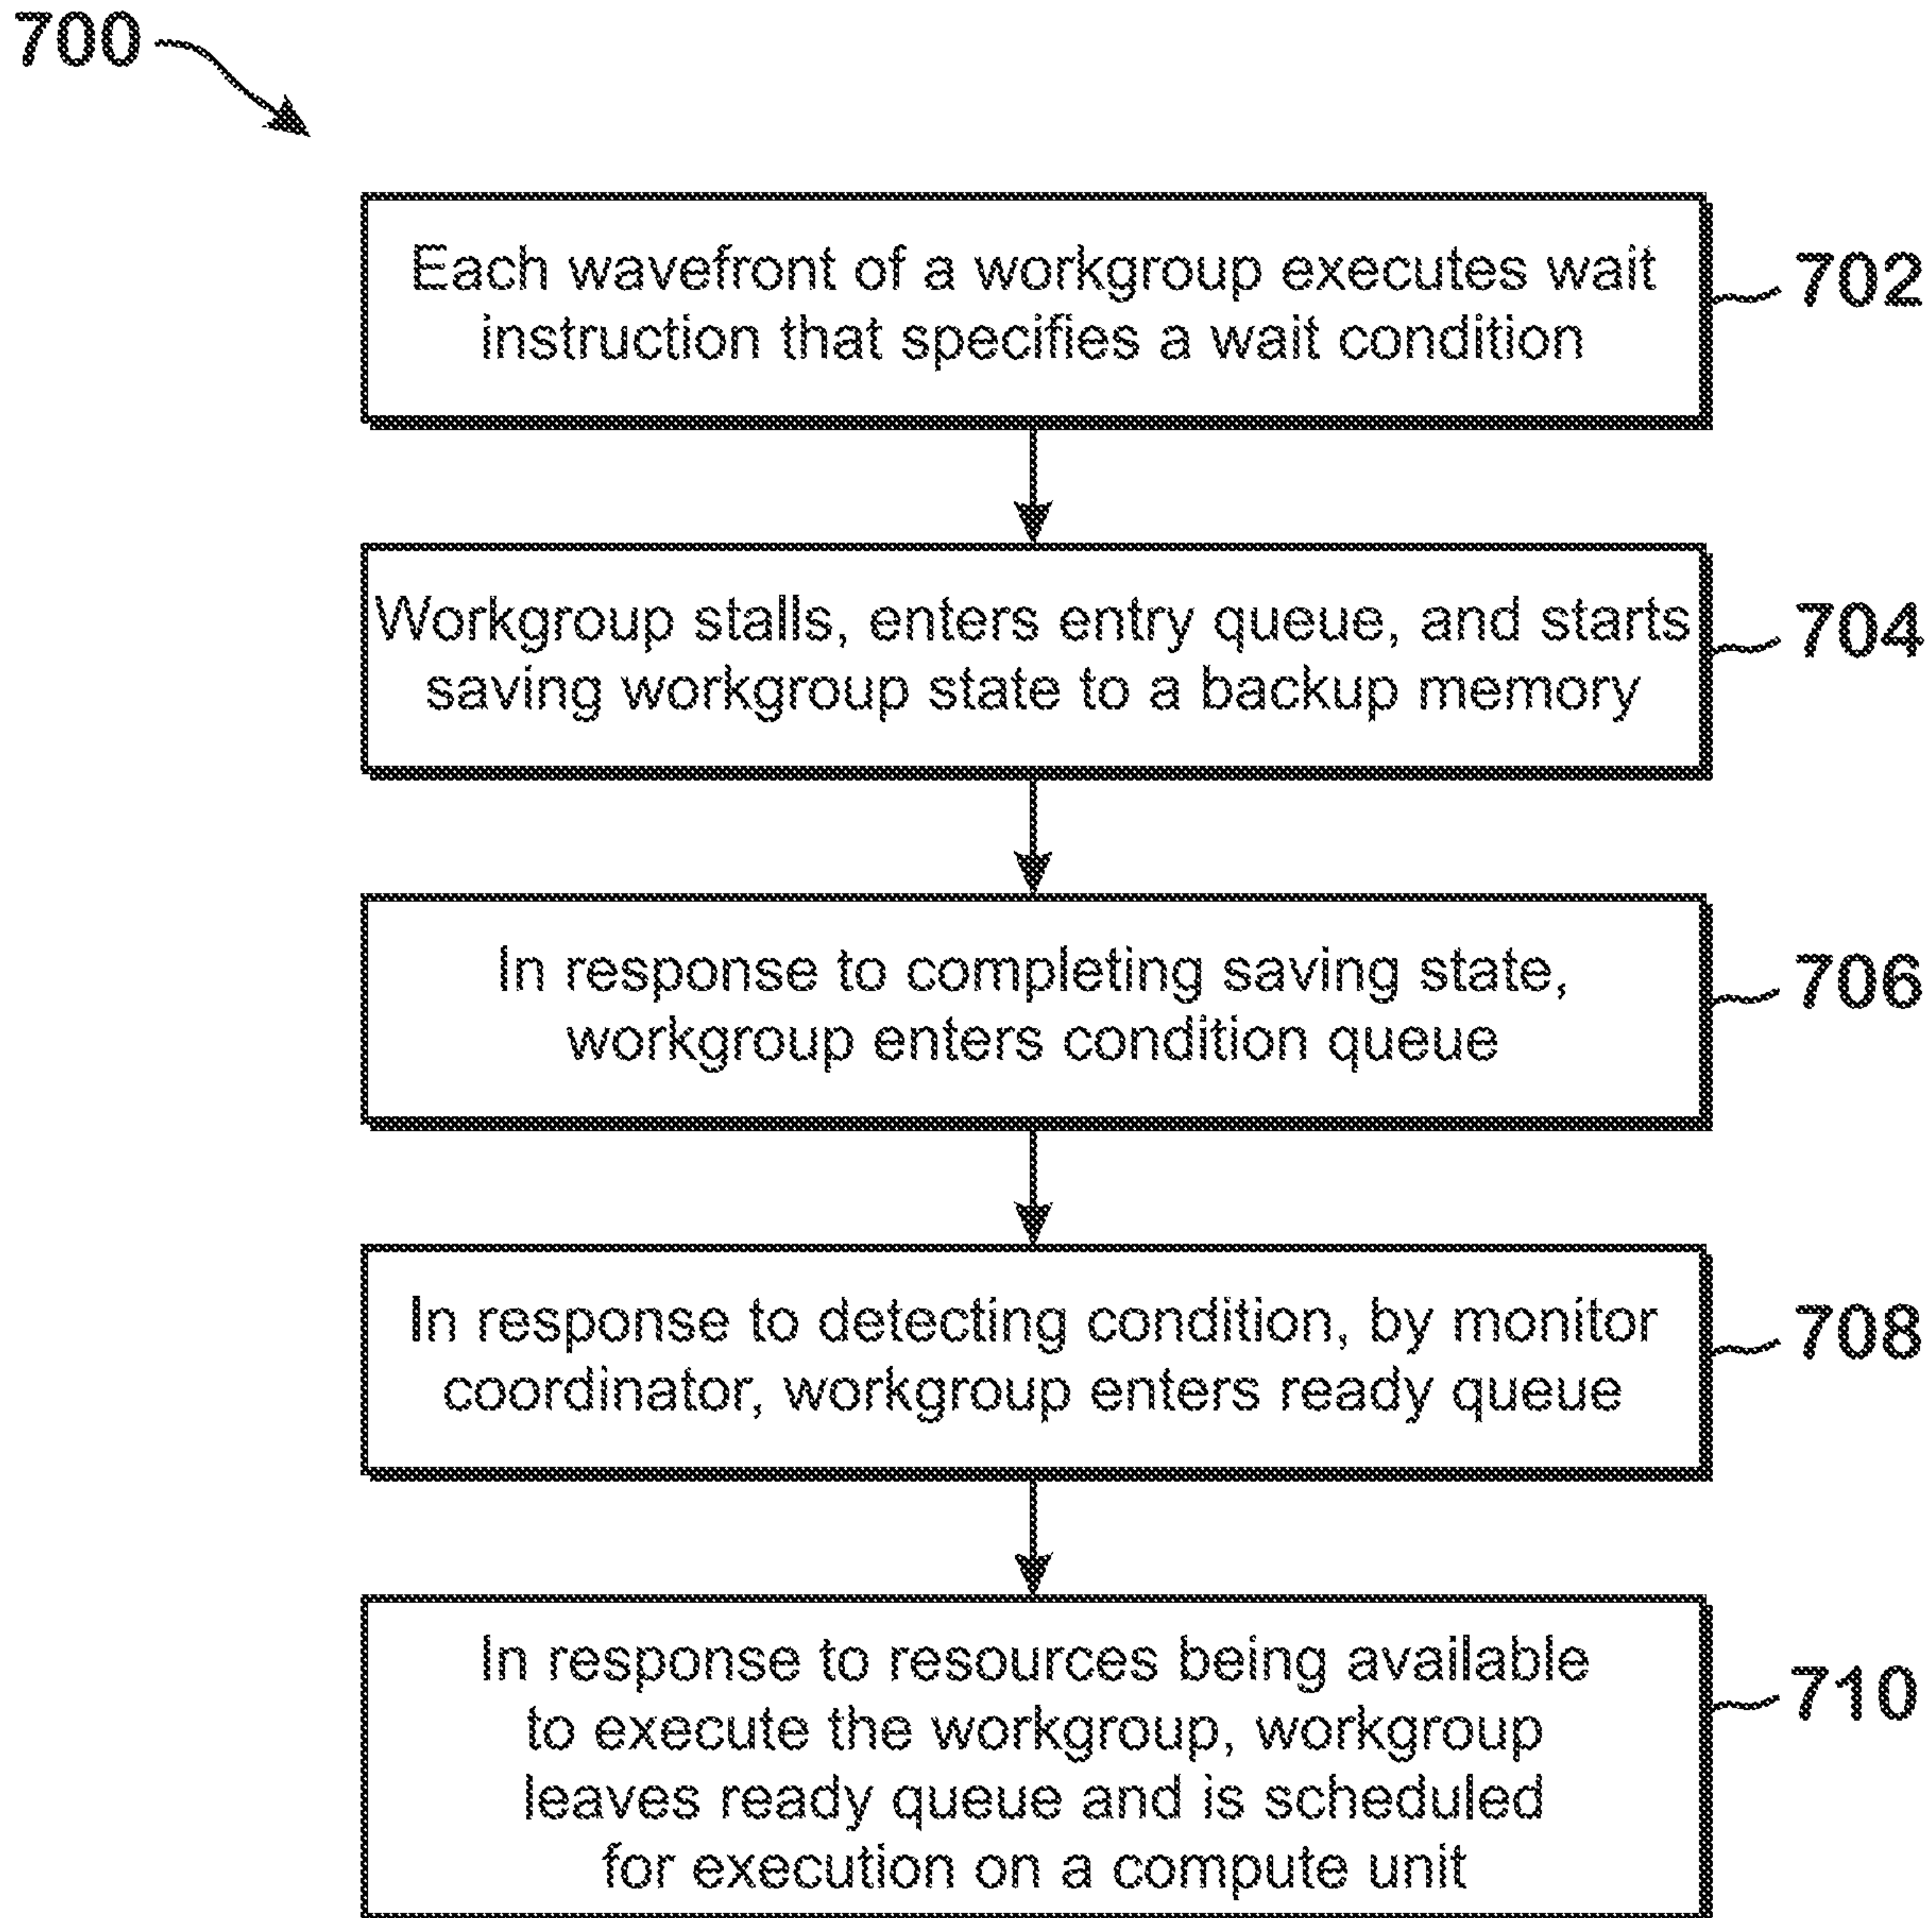 700
Each wavefront of a workgroup executes wait
instruction that specifies a wait condition
702
Workgroup stalls, enters entry queue, and starts
saving workgroup state to a backup memory
704
In response to completing saving state,
workgroup enters condition queue
706
In response to detecting condition, by monitor
coordinator, workgroup enters ready queue
708
In response to resources being available
to execute the workgroup, workgroup
leaves ready queue and is scheduled
for execution on a compute unit
710